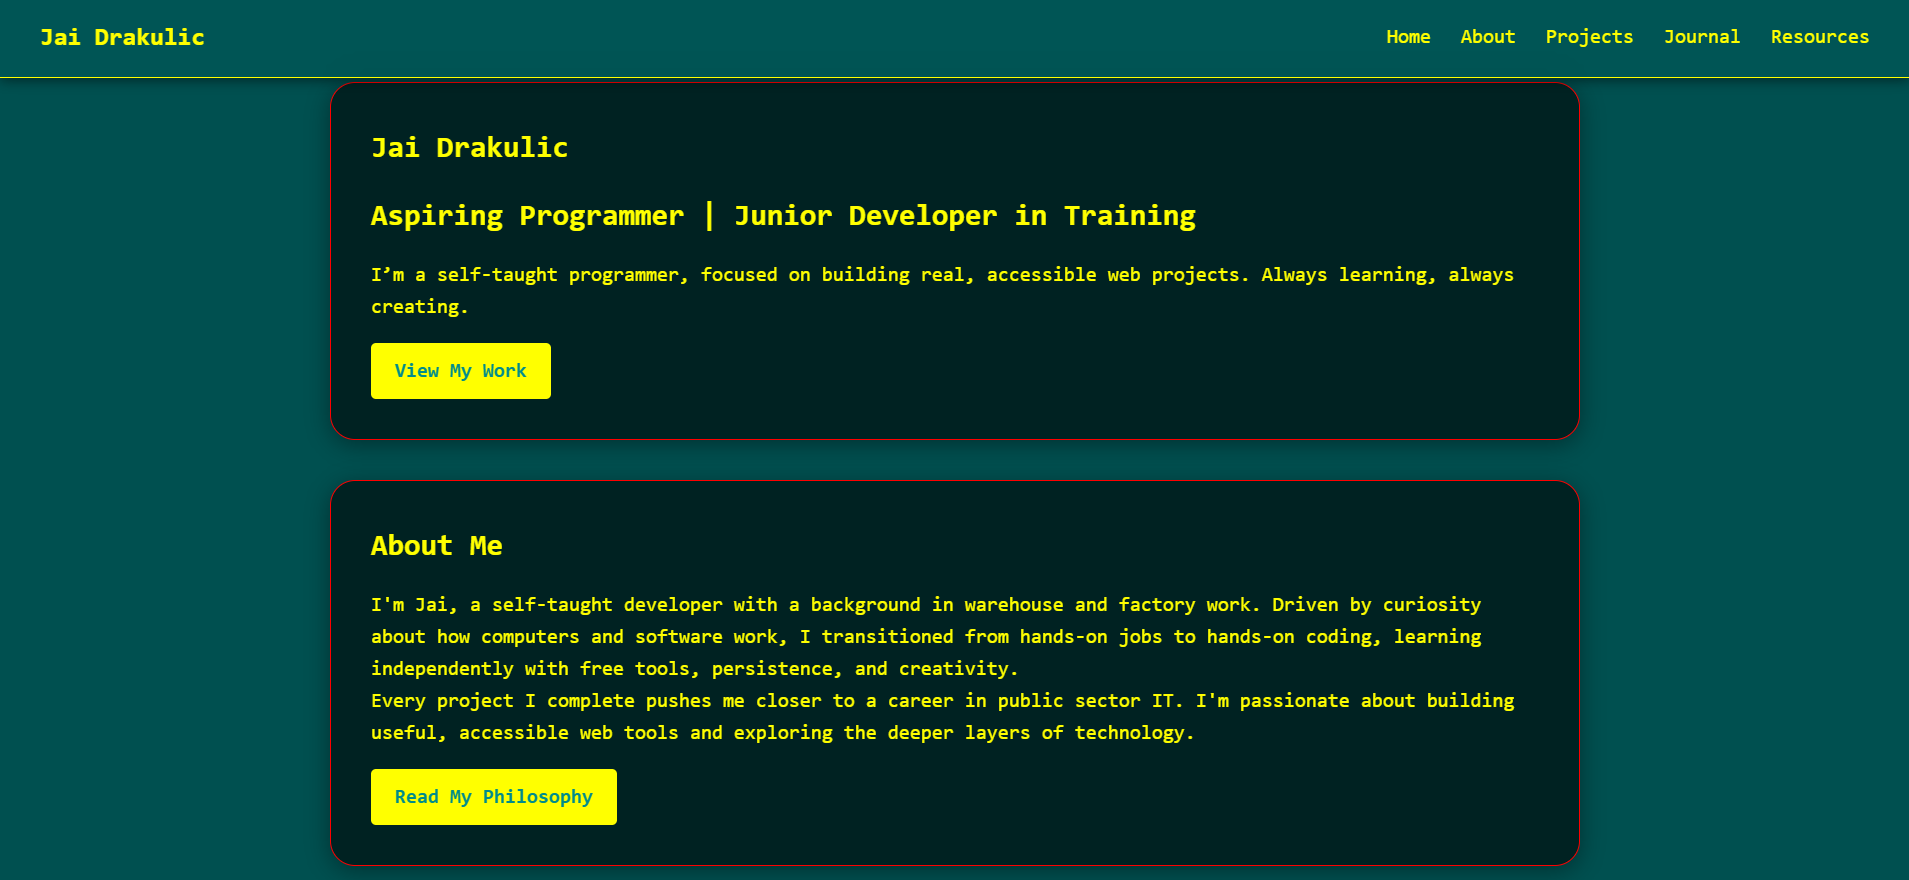 Jai Drakulic
Home About Projects Journal Resources
Jai Drakulic
Aspiring Programmer | Junior Developer in Training
I’m a self-taught programmer, focused on building real, accessible web projects. Always learning, always
creating.
View My Work
About Me
I'm Jai, a self-taught developer with a background in warehouse and factory work. Driven by curiosity
about how computers and software work, I transitioned from hands-on jobs to hands-on coding, learning
independently with free tools, persistence, and creativity.
Every project I complete pushes me closer to a career in public sector IT. I'm passionate about building
useful, accessible web tools and exploring the deeper layers of technology.
Read My Philosophy